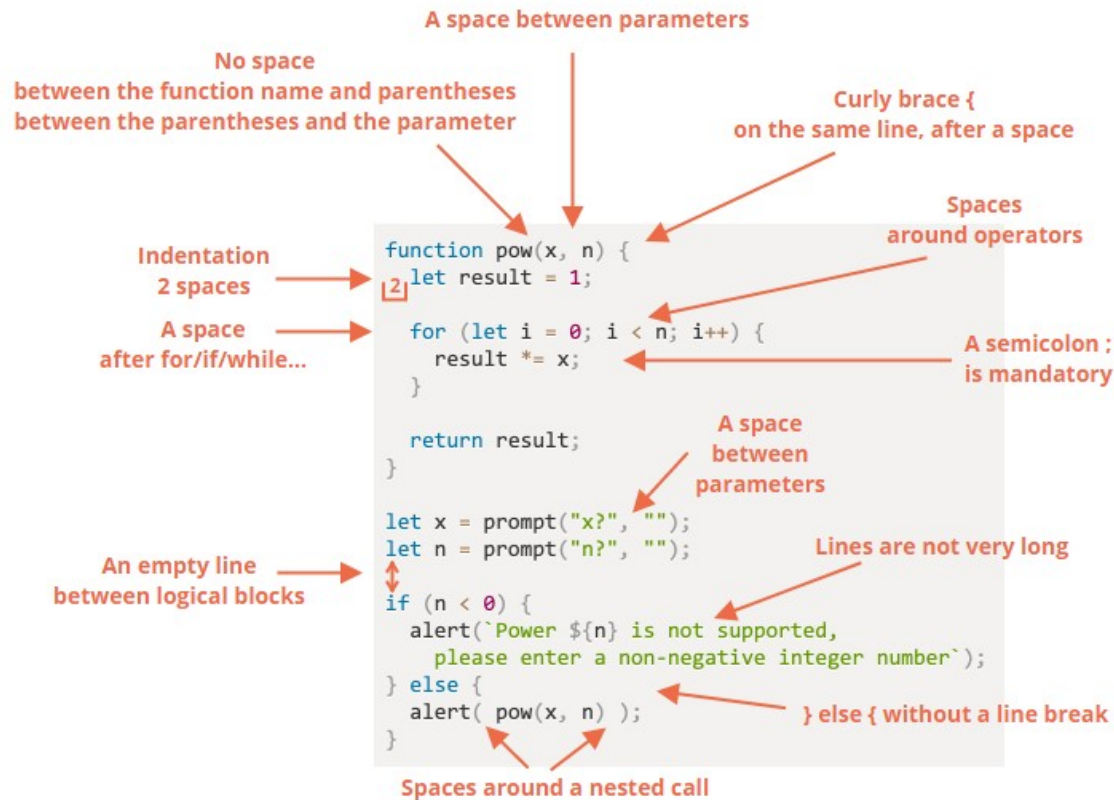 A space between parameters
No space
between the function name and parentheses
between the parentheses and the parameter
Curly brace {
on the same line, after a space
Spaces
around operators
Indentation
2 spaces
A space
after for/if/while...
A semicolon ;
is mandatory
function pow(x, n) {
2 let result = 1;
for (let i = 0; i < n; i++) {
result *= x;
}
return result;
}
A space
between
parameters
let x = prompt("x?", "");
let n = prompt("n?", "");
An empty line
between logical blocks
Lines are not very long
if (n < 0) {
alert(`Power ${n} is not supported,
please enter a non-negative integer number`);
} else {
alert( pow(x, n) );
}
} else { without a line break
Spaces around a nested call